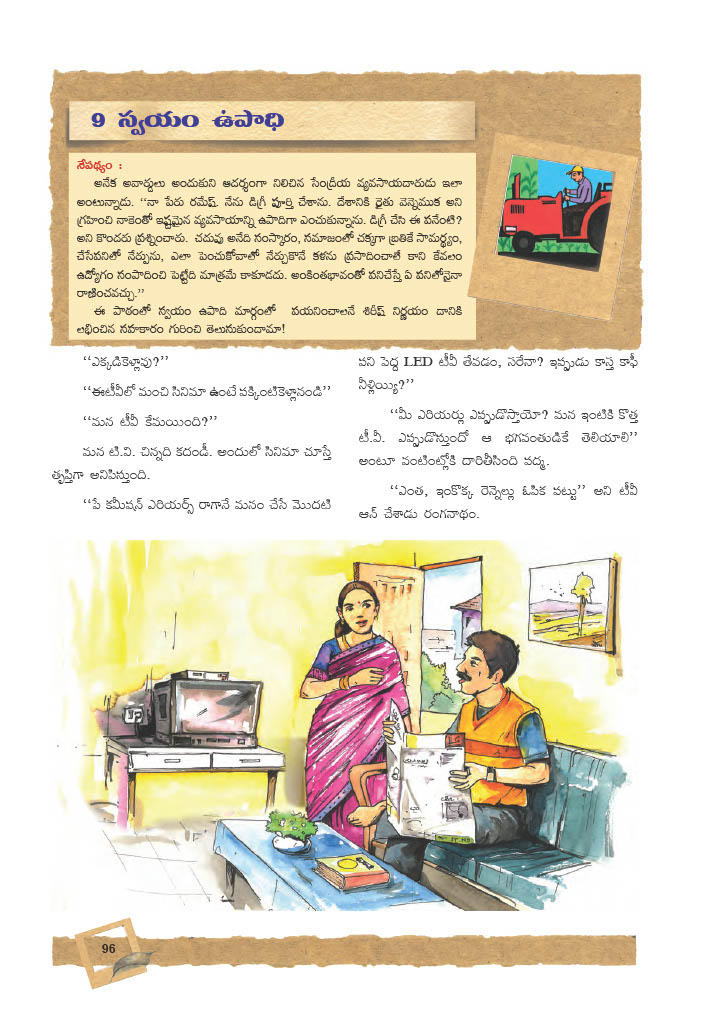 9 స్వయం ఉపాధి
నేపథ్యం :
అనేక అవార్డులు అందుకుని ఆదర్శంగా నిలిచిన సేంద్రీయ వ్యవసాయదారుడు ఇలా
అంటున్నాడు. ‘‘నా పేరు రమేష్. నేను డిగ్రీ పూర్తి చేశాను. దేశానికి రైతు వెన్నెముక అని
గ్రహించి నాకెంతో ఇష్టమైన వ్యవసాయాన్ని ఉపాధిగా ఎంచుకున్నాను. డిగ్రీ చేసి ఈ పనేంటి?
అని కొందరు ప్రశ్నించారు. చదువు అనేది సంస్కారం, సమాజంలో చక్కగా బ్రతికే సామర్థ్యం,
చేసేపనిలో నేర్పును, ఎలా పెంచుకోవాలో నేర్చుకొనే కళను ప్రసాదించాలే కాని కేవలం
ఉద్యోగం సంపాదించి పెట్టేది మాత్రమే కాకూడదు. అంకితభావంతో పనిచేస్తే ఏ పనిలోనైనా
రాణించవచ్చు.’’
ఈ పాఠంలో స్వయం ఉపాది మార్గంలో పయనించాలనే శిరీష్ నిర్ణయం దానికి
లభించిన సహకారం గురించి తెలుసుకుందామా!
‘‘ఎక్కడికెళ్లావు?’’
‘‘ఈటీవీలో మంచి సినిమా ఉంటే పక్కింటికెళ్లానండి’’
‘‘మన టీవీ కేమయింది?’’
మన టి.వి. చిన్నది కదండీ. అందులో సినిమా చూస్తే
తృప్తిగా అనిపిస్తుంది.
‘‘పే కమీషన్ ఎరియర్స్ రాగానే మనం చేసే మొదటి
పని పెద్ద LED టీవీ తేవడం, సరేనా? ఇప్పుడు కాస్త కాఫీ
నీళ్లియ్యి?’’
‘‘మీ ఎరియర్లు ఎప్పుడొస్తాయో? మన ఇంటికి కొత్త
టీ.వీ. ఎప్పుడొస్తుందో ఆ భగవంతుడికే తెలియాలి’’
అంటూ వంటింట్లోకి దారితీసింది పద్మ.
‘‘ఎంత, ఇంకొక్క రెన్నెల్లు ఓపిక పట్టు’’ అని టీవీ
ఆన్ చేశాడు రంగనాథం.
96